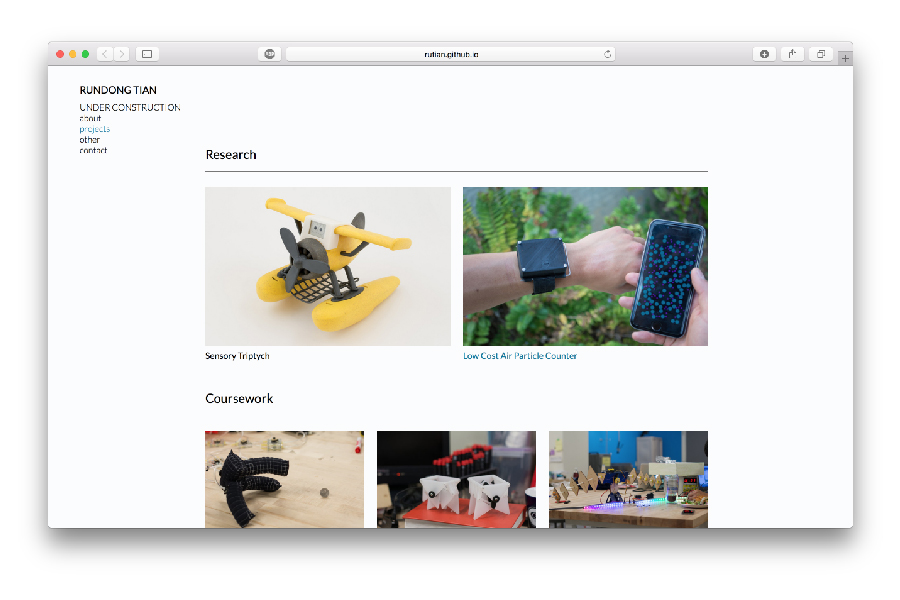 rutian.github.io
RUNDONG TIAN
UNDER CONSTRUCTION
about
projects
other
contact
Research
Sensory Triptych
Low Cost Air Particle Counter
Coursework